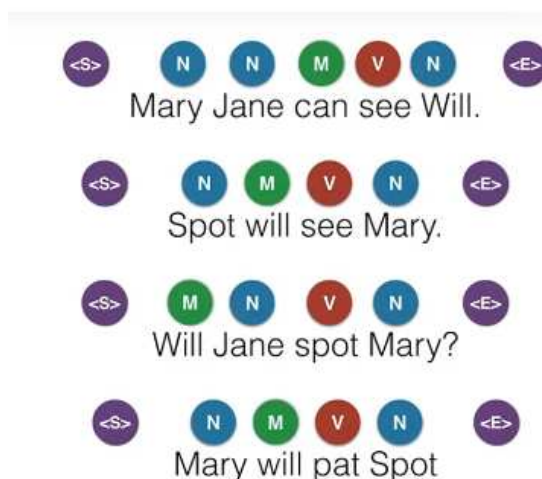 <S> N N M V N <E>
Mary Jane can see Will.
<S> N M V N <E>
Spot will see Mary.
<S> M N V N <E>
Will Jane spot Mary?
<S> N M V N <E>
Mary will pat Spot